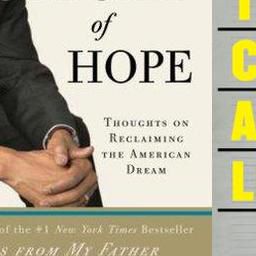 of
HOPE
THOUGHTS ON
RECLAIMING
THE AMERICAN
DREAM
of the #1 New York Times Bestseller
S FROM MY FATHER
I
C
A
L